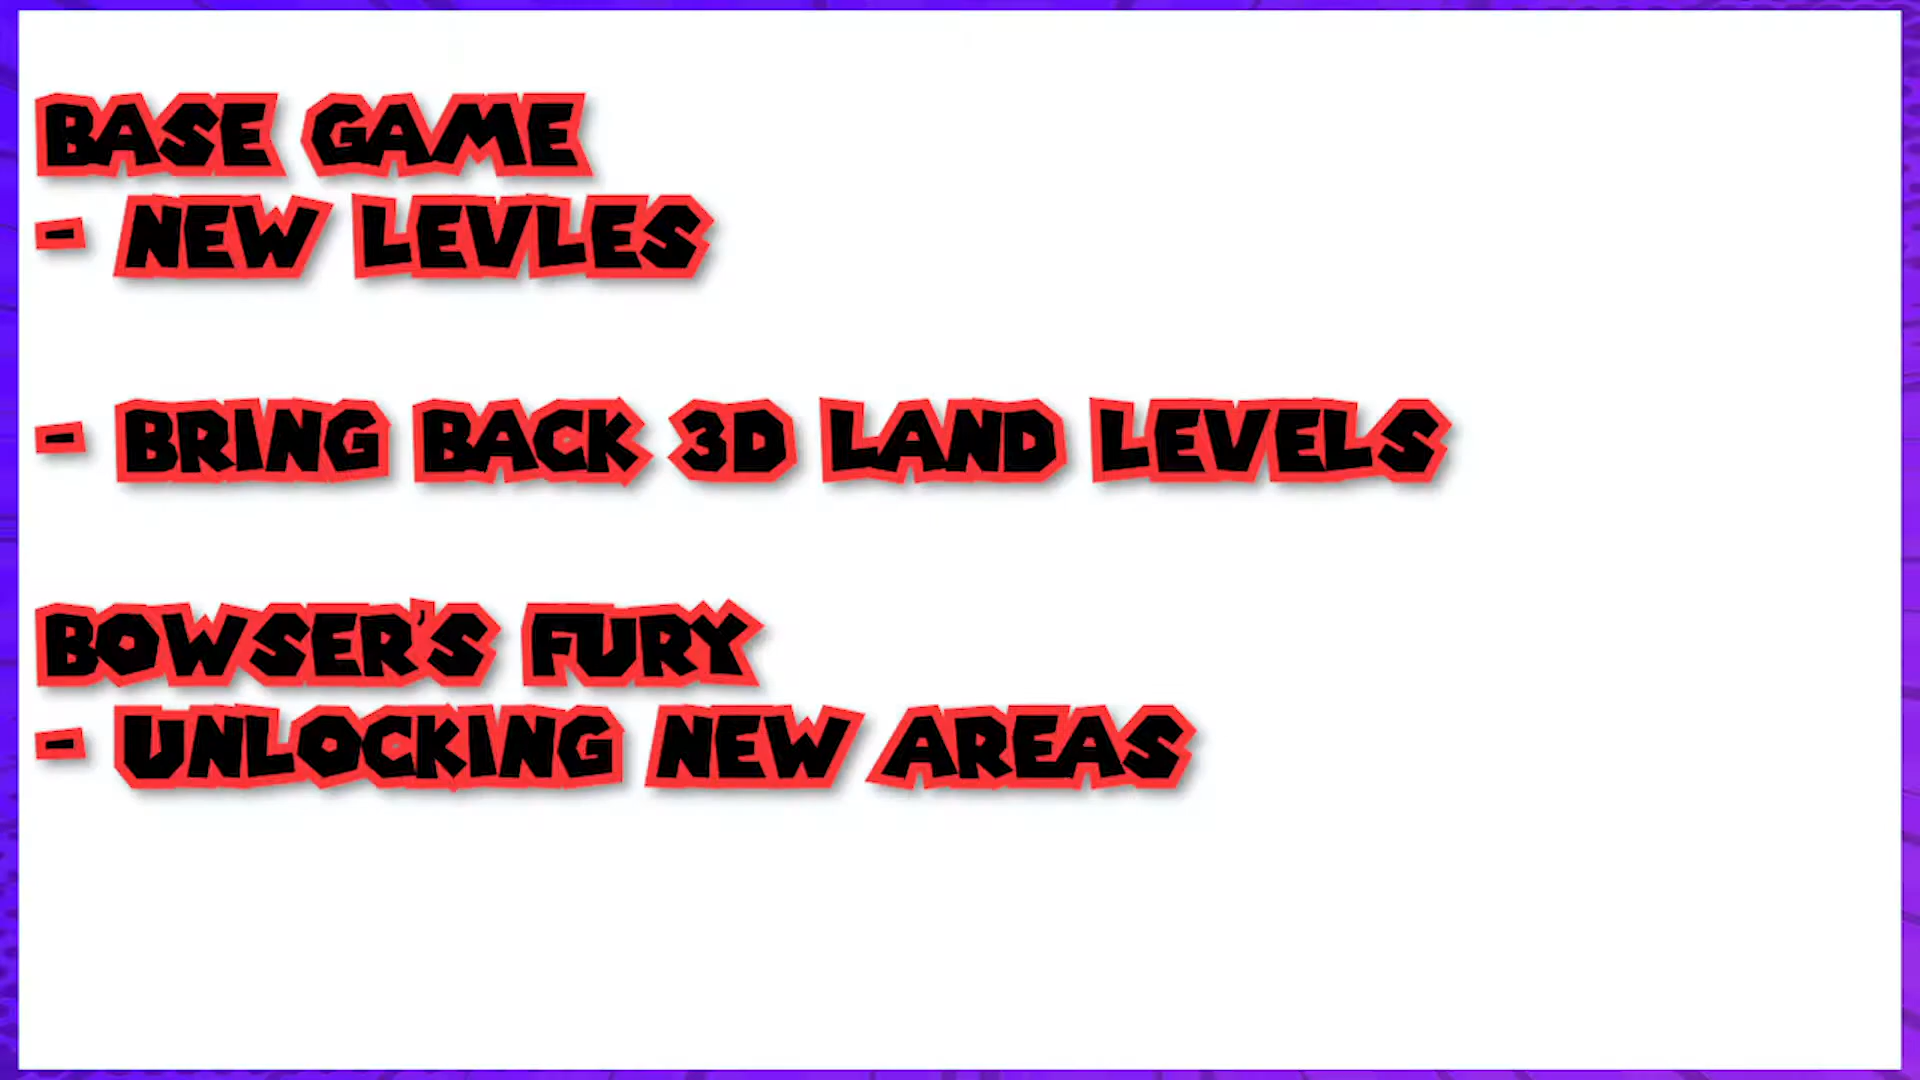 BASE GAME
- NEW LEVLES
- BRING BACK 3D LAND LEVELS
BOWSER'S FURY
- UNLOCKING NEW AREAS